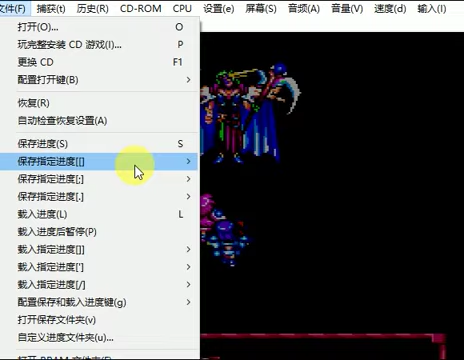 文件(F) 捕获(t) 历史(R) CD-ROM CPU 设置(e) 屏幕(S) 音频(A) 音量(V) 速度(d) 输入(I)
打开(O)... O
玩完整安装 CD 游戏(I)... P
更换 CD F1
配置打开键(B)
恢复(R)
自动检查恢复设置(A)
保存进度(S) S
保存指定进度[[]
保存指定进度[;]
保存指定进度[.]
载入进度(L) L
载入进度后暂停(P)
载入指定进度[]]
载入指定进度[']
载入指定进度[/]
配置保存和载入进度键(g)
打开保存文件夹(v)
自定义进度文件夹(u)...
打开 BRAM 文件夹(F)